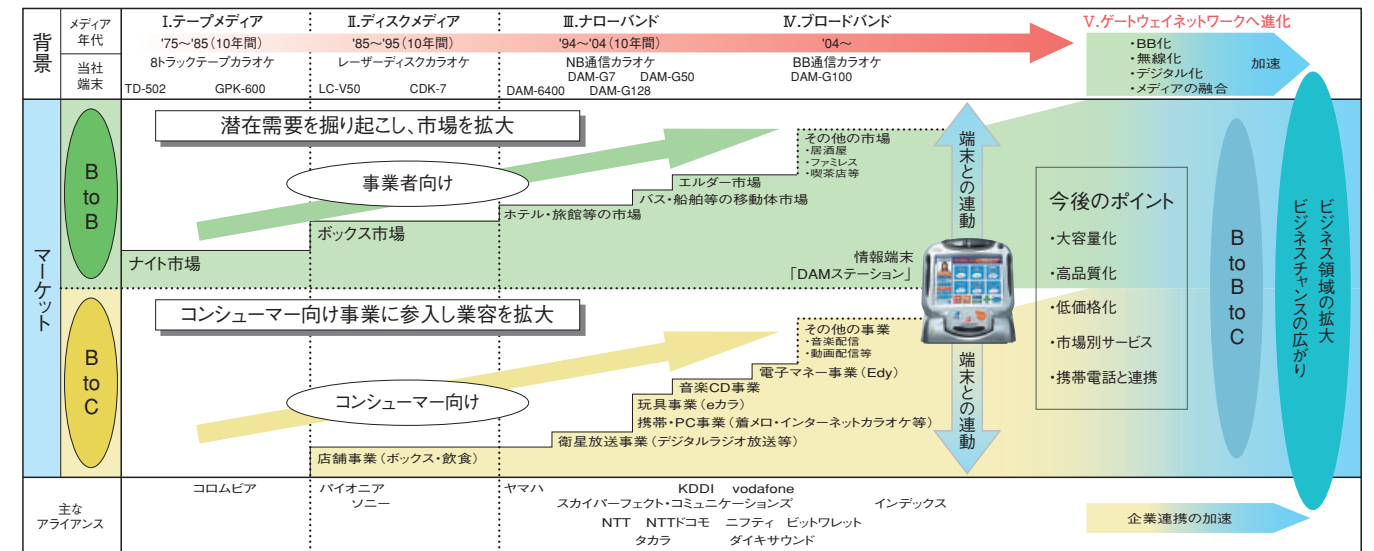 背景
メディア
年代
当社
端末
Ⅰ.テープメディア
'75〜'85(10年間)
8トラックテープカラオケ
TD-502 GPK-600
Ⅱ.ディスクメディア
'85〜'95(10年間)
レーザーディスクカラオケ
LC-V50 CDK-7
Ⅲ.ナローバンド
'94〜'04(10年間)
NB通信カラオケ
DAM-G7 DAM-G50
DAM-6400 DAM-G128
Ⅳ.ブロードバンド
'04〜
BB通信カラオケ
DAM-G100
Ⅴ.ゲートウェイネットワークへ進化
・BB化
・無線化
・デジタル化
・メディアの融合
加速
マーケット
B
to
B
潜在需要を掘り起こし、市場を拡大
事業者向け
ナイト市場
ボックス市場
ホテル・旅館等の市場
バス・船舶等の移動体市場
エルダー市場
その他の市場
・居酒屋
・ファミレス
・喫茶店等
端末との連動
情報端末
「DAMステーション」
B
to
C
コンシューマー向け事業に参入し業容を拡大
コンシューマー向け
店舗事業(ボックス・飲食)
衛星放送事業(デジタルラジオ放送等)
携帯・PC事業(着メロ・インターネットカラオケ等)
玩具事業(eカラ)
音楽CD事業
電子マネー事業(Edy)
その他の事業
・音楽配信
・動画配信等
端末との連動
今後のポイント
・大容量化
・高品質化
・低価格化
・市場別サービス
・携帯電話と連携
B
to
B
to
C
ビジネス領域の拡大
ビジネスチャンスの広がり
主な
アライアンス
コロムビア
パイオニア
ソニー
ヤマハ KDDI vodafone
スカイパーフェクト・コミュニケーションズ インデックス
NTT NTTドコモ ニフティ ビットワレット
タカラ ダイキサウンド
企業連携の加速